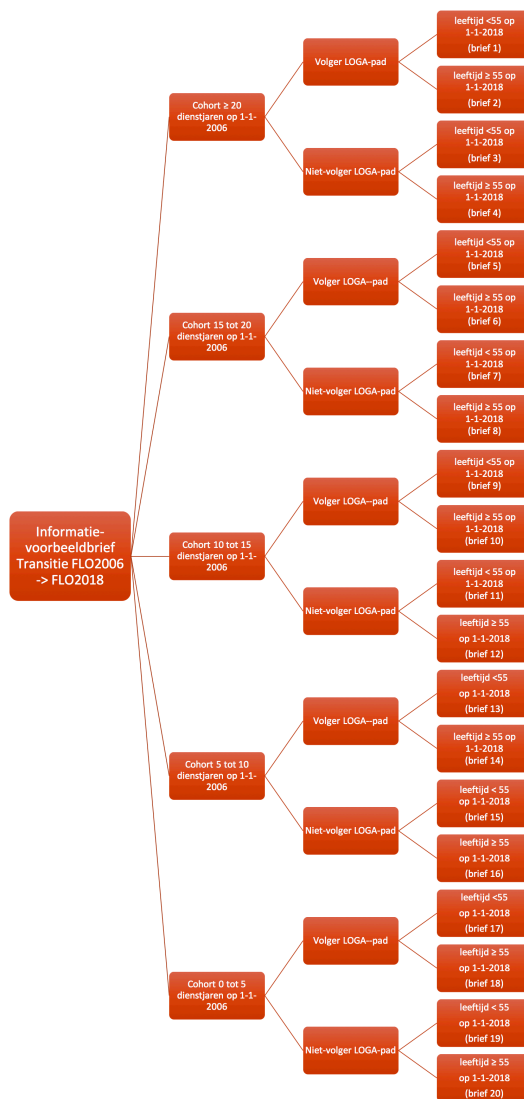 Informatie-
voorbeeldbrief
Transitie FLO2006
-> FLO2018
Cohort ≥ 20
dienstjaren op 1-1-
2006
Volger LOGA-pad
leeftijd <55 op
1-1-2018
(brief 1)
leeftijd ≥ 55 op
1-1-2018
(brief 2)
Niet-volger LOGA-pad
leeftijd <55 op
1-1-2018
(brief 3)
leeftijd ≥ 55 op
1-1-2018
(brief 4)
Cohort 15 tot 20
dienstjaren op 1-1-
2006
Volger LOGA--pad
leeftijd <55 op
1-1-2018
(brief 5)
leeftijd ≥ 55 op
1-1-2018
(brief 6)
Niet-volger LOGA-pad
leeftijd < 55 op
1-1-2018
(brief 7)
leeftijd ≥ 55 op
1-1-2018
(brief 8)
Cohort 10 tot 15
dienstjaren op 1-1-
2006
Volger LOGA--pad
leeftijd <55 op
1-1-2018
(brief 9)
leeftijd ≥ 55 op
1-1-2018
(brief 10)
Niet-volger LOGA-pad
leeftijd < 55 op
1-1-2018
(brief 11)
leeftijd ≥ 55
op 1-1-2018
(brief 12)
Cohort 5 tot 10
dienstjaren op 1-1-
2006
Volger LOGA--pad
leeftijd <55
op 1-1-2018
(brief 13)
leeftijd ≥ 55 op
1-1-2018
(brief 14)
Niet-volger LOGA-pad
leeftijd < 55
op 1-1-2018
(brief 15)
leeftijd ≥ 55
op 1-1-2018
(brief 16)
Cohort 0 tot 5
dienstjaren op 1-1-
2006
Volger LOGA--pad
leeftijd <55
op 1-1-2018
(brief 17)
leeftijd ≥ 55
op 1-1-2018
(brief 18)
Niet-volger LOGA-pad
leeftijd < 55
op 1-1-2018
(brief 19)
leeftijd ≥ 55
op 1-1-2018
(brief 20)